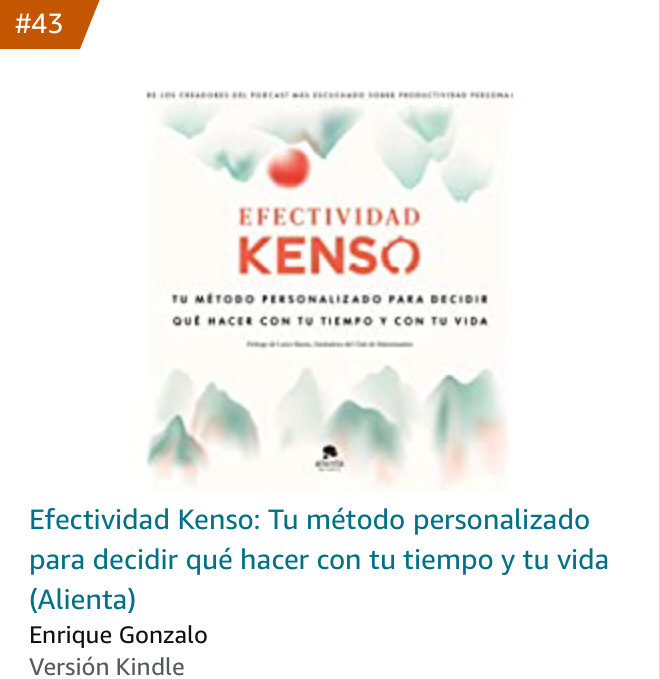 #43
DE LOS CREADORES DEL PODCAST MÁS ESCUCHADO SOBRE PRODUCTIVIDAD PERSONAL
EFECTIVIDAD
KENSO
TU MÉTODO PERSONALIZADO PARA DECIDIR
QUÉ HACER CON TU TIEMPO Y CON TU VIDA
alienta
Efectividad Kenso: Tu método personalizado
para decidir qué hacer con tu tiempo y tu vida
(Alienta)
Enrique Gonzalo
Versión Kindle